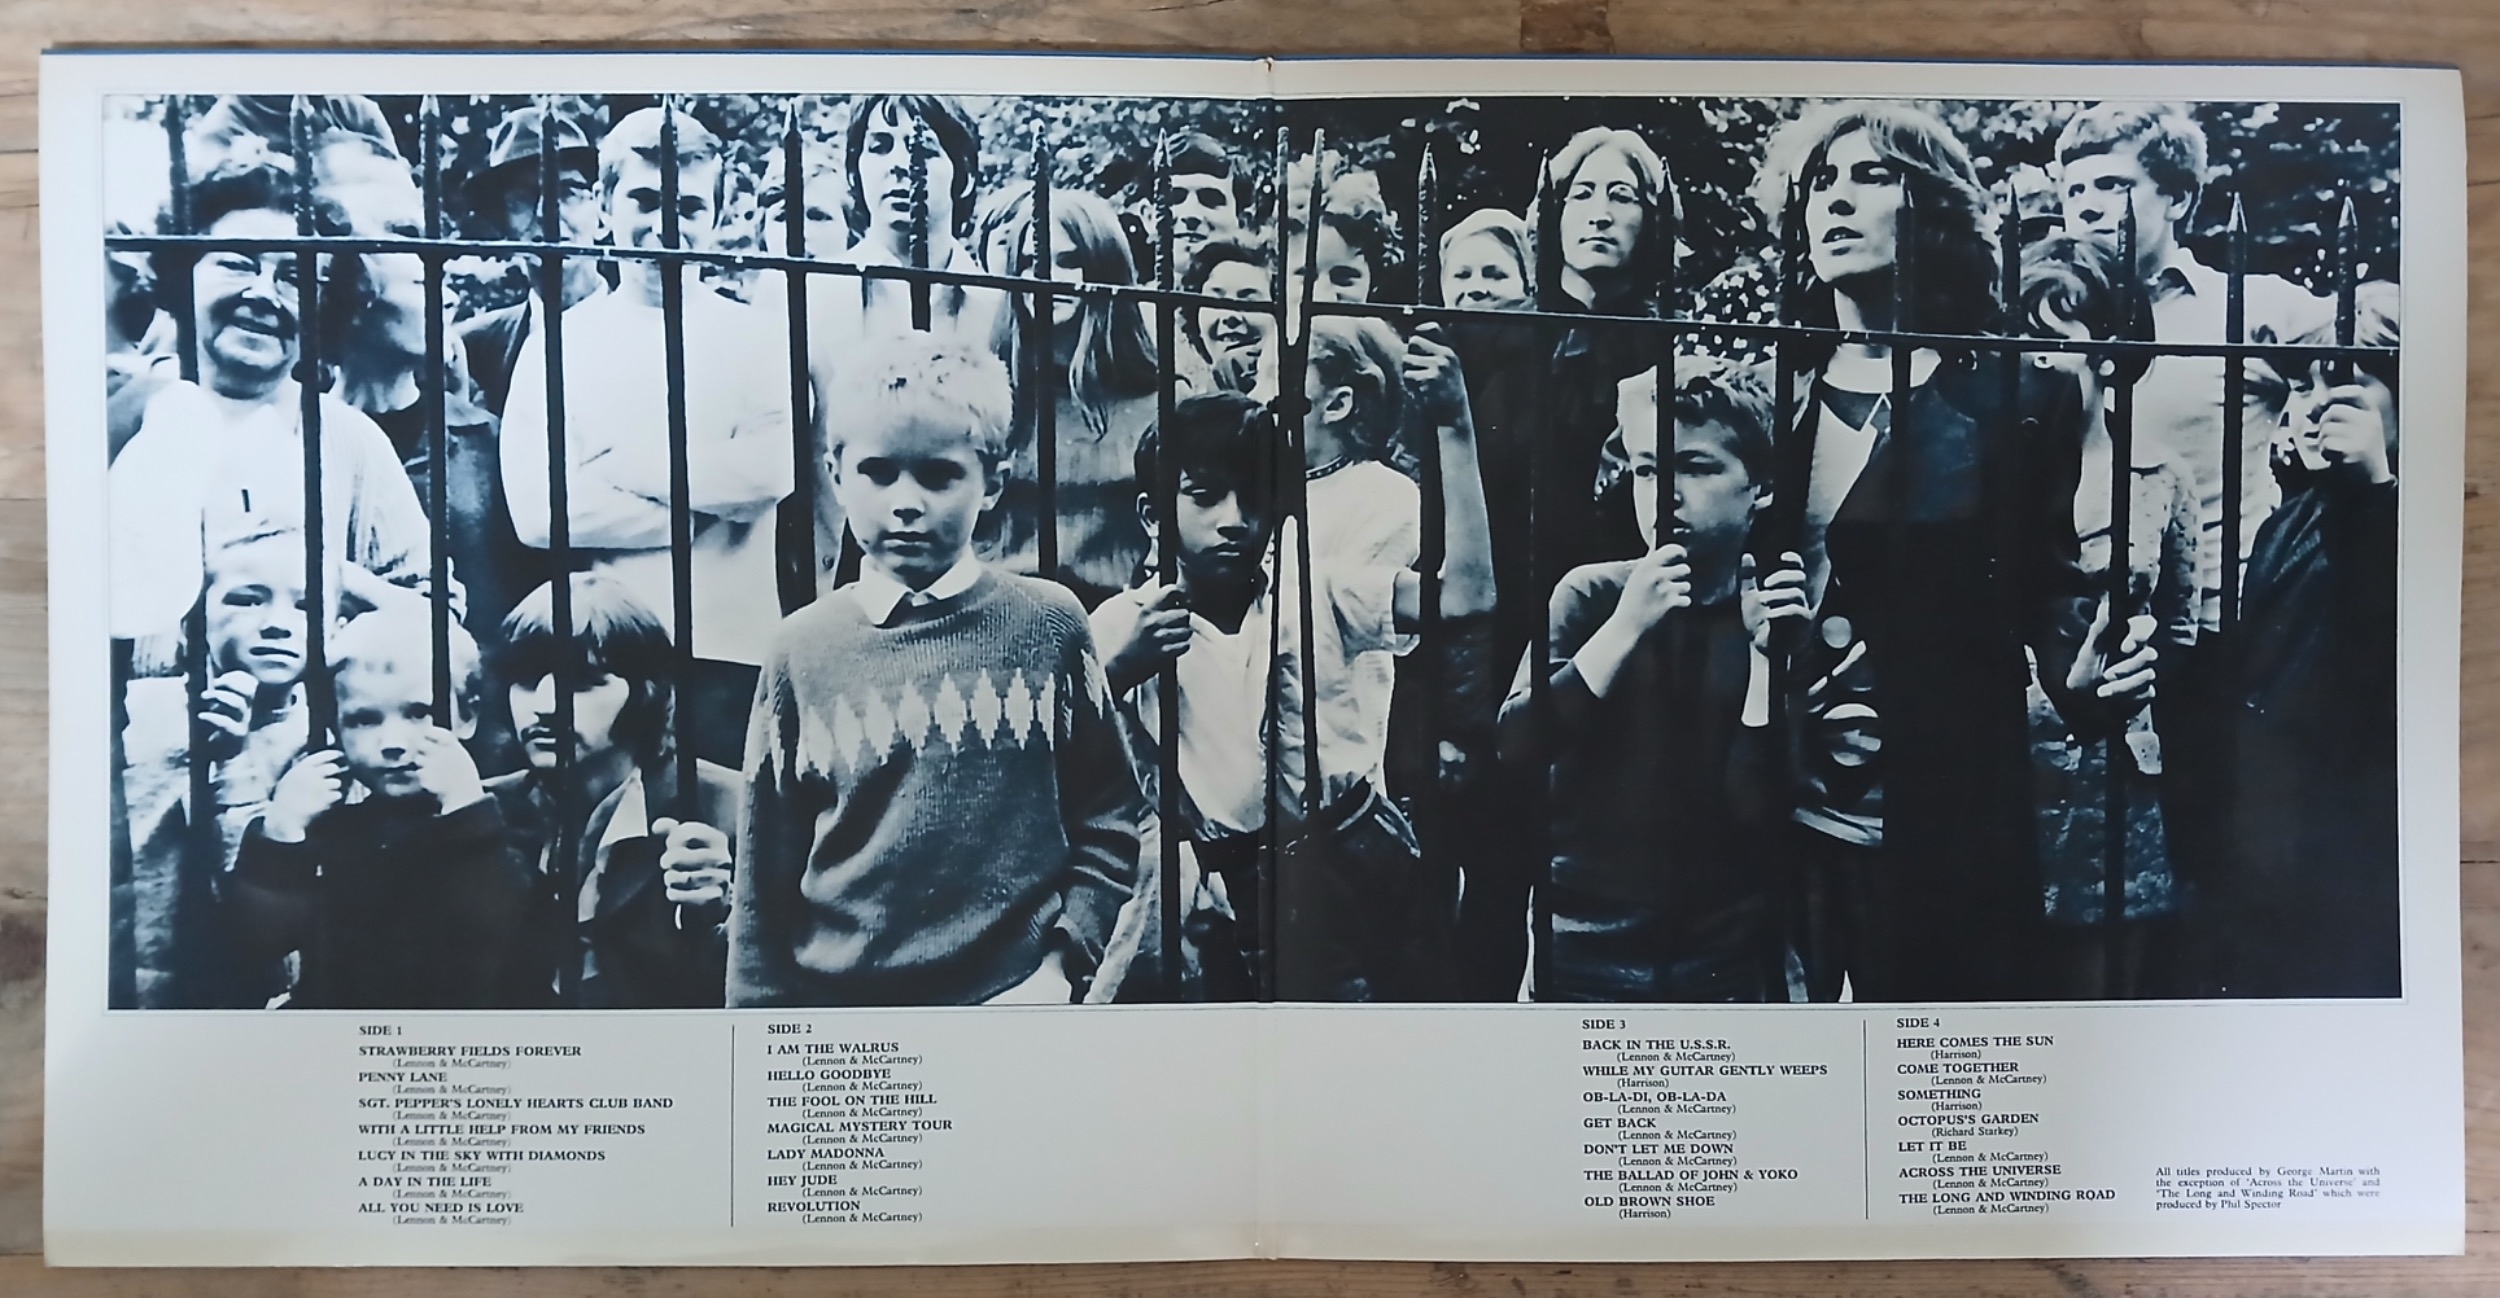 SIDE 1
STRAWBERRY FIELDS FOREVER
(Lennon & McCartney)
PENNY LANE
(Lennon & McCartney)
SGT. PEPPER'S LONELY HEARTS CLUB BAND
(Lennon & McCartney)
WITH A LITTLE HELP FROM MY FRIENDS
(Lennon & McCartney)
LUCY IN THE SKY WITH DIAMONDS
(Lennon & McCartney)
A DAY IN THE LIFE
(Lennon & McCartney)
ALL YOU NEED IS LOVE
(Lennon & McCartney)
SIDE 2
I AM THE WALRUS
(Lennon & McCartney)
HELLO GOODBYE
(Lennon & McCartney)
THE FOOL ON THE HILL
(Lennon & McCartney)
MAGICAL MYSTERY TOUR
(Lennon & McCartney)
LADY MADONNA
(Lennon & McCartney)
HEY JUDE
(Lennon & McCartney)
REVOLUTION
(Lennon & McCartney)
SIDE 3
BACK IN THE U.S.S.R.
(Lennon & McCartney)
WHILE MY GUITAR GENTLY WEEPS
(Harrison)
OB-LA-DI, OB-LA-DA
(Lennon & McCartney)
GET BACK
(Lennon & McCartney)
DON'T LET ME DOWN
(Lennon & McCartney)
THE BALLAD OF JOHN & YOKO
(Lennon & McCartney)
OLD BROWN SHOE
(Harrison)
SIDE 4
HERE COMES THE SUN
(Harrison)
COME TOGETHER
(Lennon & McCartney)
SOMETHING
(Harrison)
OCTOPUS'S GARDEN
(Richard Starkey)
LET IT BE
(Lennon & McCartney)
ACROSS THE UNIVERSE
(Lennon & McCartney)
THE LONG AND WINDING ROAD
(Lennon & McCartney)
All titles produced by George Martin with
the exception of 'Across the Universe' and
'The Long and Winding Road' which were
produced by Phil Spector